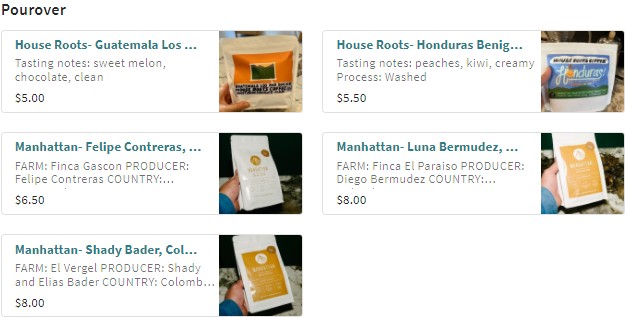 Pourover
House Roots- Guatemala Los ...
Tasting notes: sweet melon,
chocolate, clean
$5.00
House Roots- Honduras Benig...
Tasting notes: peaches, kiwi, creamy
Process: Washed
$5.50
HOUSE ROOTS COFFEE
Honduras
Manhattan- Felipe Contreras, ...
FARM: Finca Gascon PRODUCER:
Felipe Contreras COUNTRY:...
$6.50
Manhattan- Luna Bermudez, ...
FARM: Finca El Paraiso PRODUCER:
Diego Bermudez COUNTRY:...
$8.00
Manhattan- Shady Bader, Col...
FARM: El Vergel PRODUCER: Shady
and Elias Bader COUNTRY: Colomb...
$8.00